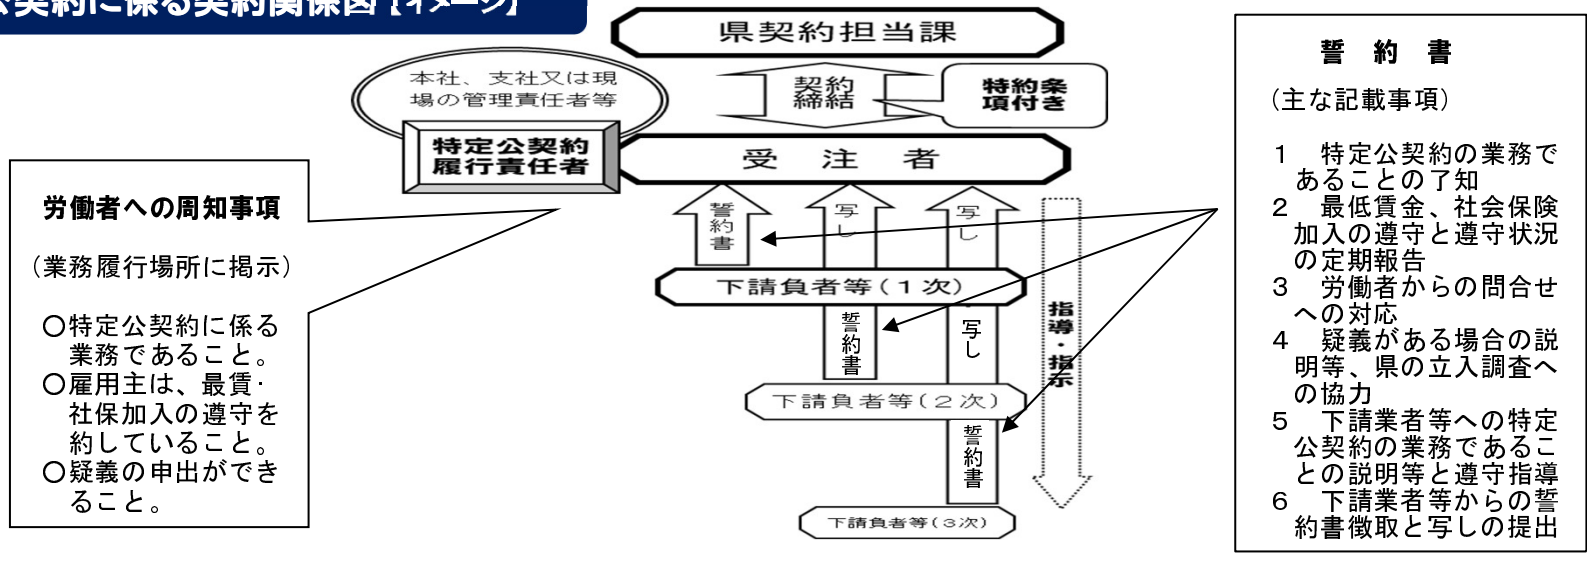 公契約に係る契約関係図【イメージ】
県契約担当課
本社、支社又は現
場の管理責任者等
契約
締結
特約条
項付き
特定公契約
履行責任者
受 注 者
労働者への周知事項
（業務履行場所に掲示）
〇特定公契約に係る
業務であること。
〇雇用主は、最賃・
社保加入の遵守を
約していること。
〇疑義の申出ができ
ること。
誓約書
写し
写し
下請負者等(１次)
誓約書
写し
下請負者等(２次)
誓約書
下請負者等(３次)
指導・指示
誓 約 書
（主な記載事項）
１ 特定公契約の業務で
あることの了知
２ 最低賃金、社会保険
加入の遵守と遵守状況
の定期報告
３ 労働者からの問合せ
への対応
４ 疑義がある場合の説
明等、県の立入調査へ
の協力
５ 下請業者等への特定
公契約の業務であるこ
との説明等と遵守指導
６ 下請業者等からの誓
約書徴取と写しの提出